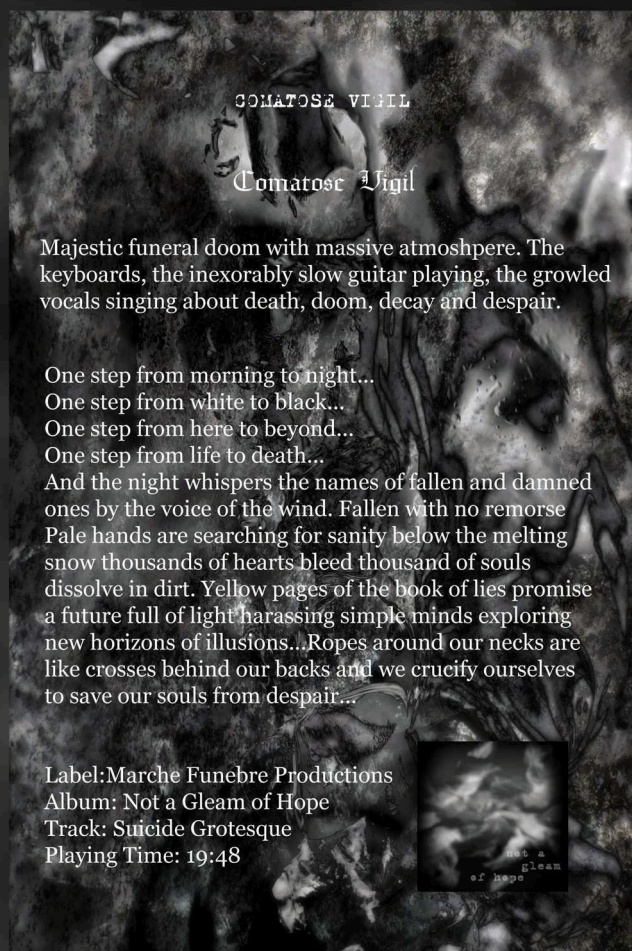 COMATOSE VIGIL
Comatose Vigil
Majestic funeral doom with massive atmoshpere. The
keyboards, the inexorably slow guitar playing, the growled
vocals singing about death, doom, decay and despair.
One step from morning to night...
One step from white to black...
One step from here to beyond...
One step from life to death...
And the night whispers the names of fallen and damned
ones by the voice of the wind. Fallen with no remorse
Pale hands are searching for sanity below the melting
snow thousands of hearts bleed thousand of souls
dissolve in dirt. Yellow pages of the book of lies promise
a future full of light harassing simple minds exploring
new horizons of illusions...Ropes around our necks are
like crosses behind our backs and we crucify ourselves
to save our souls from despair...
Label:Marche Funebre Productions
Album: Not a Gleam of Hope
Track: Suicide Grotesque
Playing Time: 19:48
not a
gleam
of hope